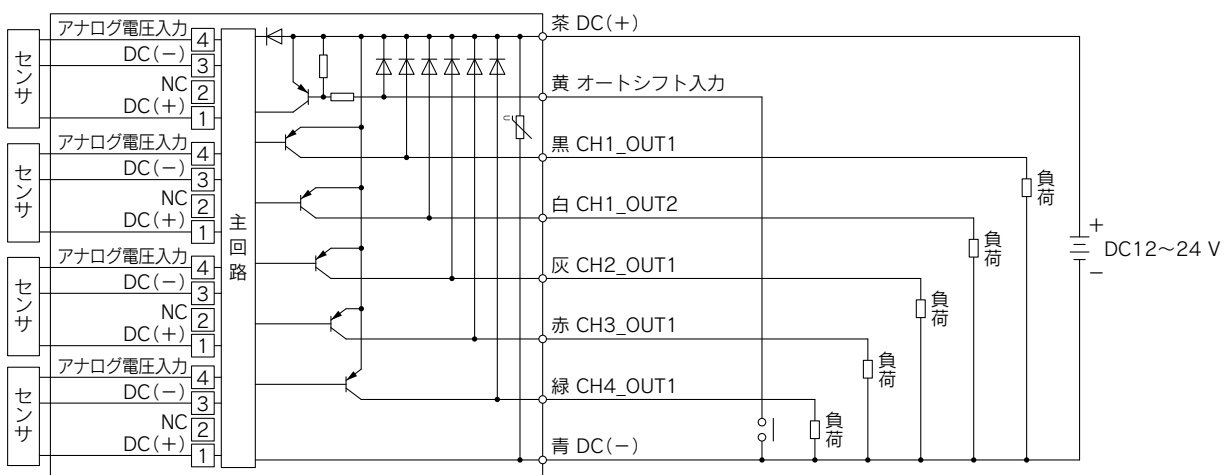 センサ
アナログ電圧入力 4
DC(−) 3
NC 2
DC(+) 1
センサ
アナログ電圧入力 4
DC(−) 3
NC 2
DC(+) 1
センサ
アナログ電圧入力 4
DC(−) 3
NC 2
DC(+) 1
センサ
アナログ電圧入力 4
DC(−) 3
NC 2
DC(+) 1
主回路
茶 DC(+)
黄 オートシフト入力
黒 CH1_OUT1
白 CH1_OUT2
灰 CH2_OUT1
赤 CH3_OUT1
緑 CH4_OUT1
青 DC(−)
負荷
負荷
負荷
負荷
負荷
+
DC12〜24 V
−